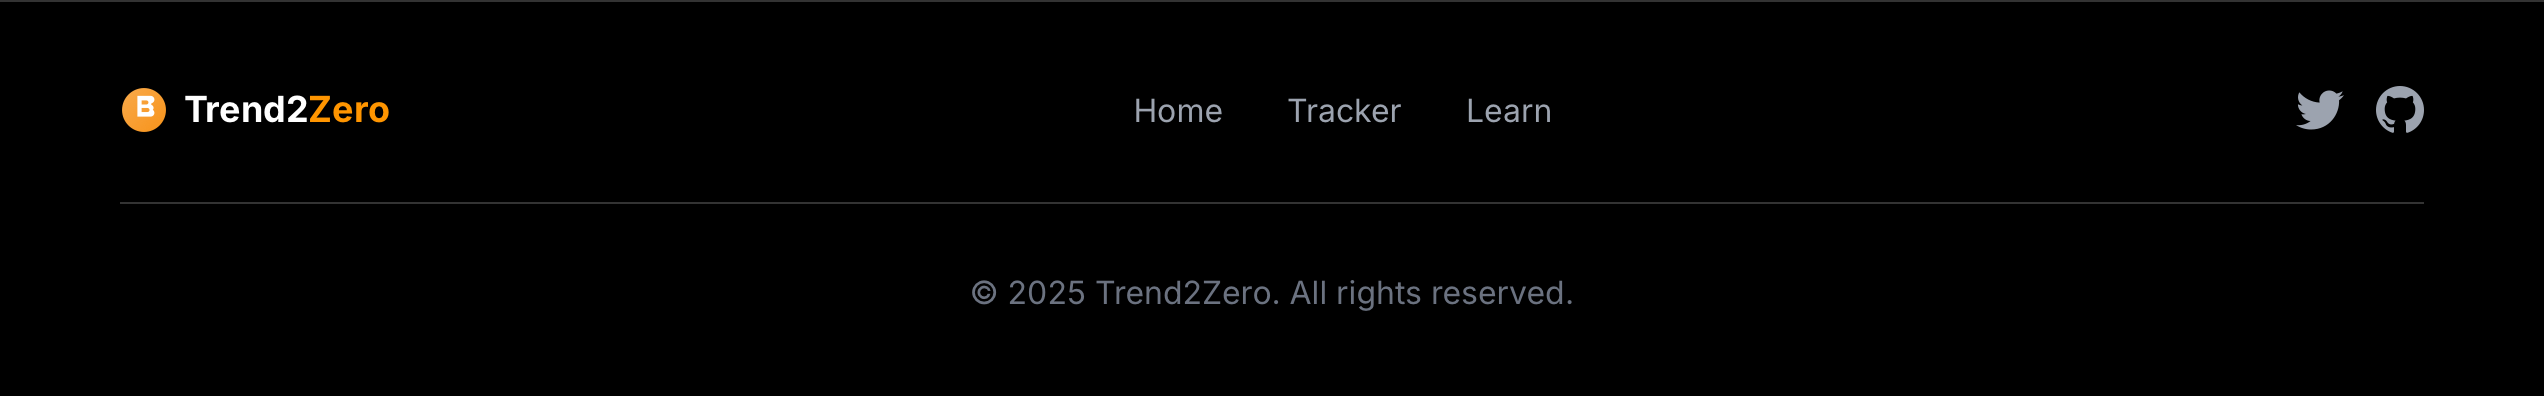 B Trend2Zero
Home Tracker Learn
© 2025 Trend2Zero. All rights reserved.